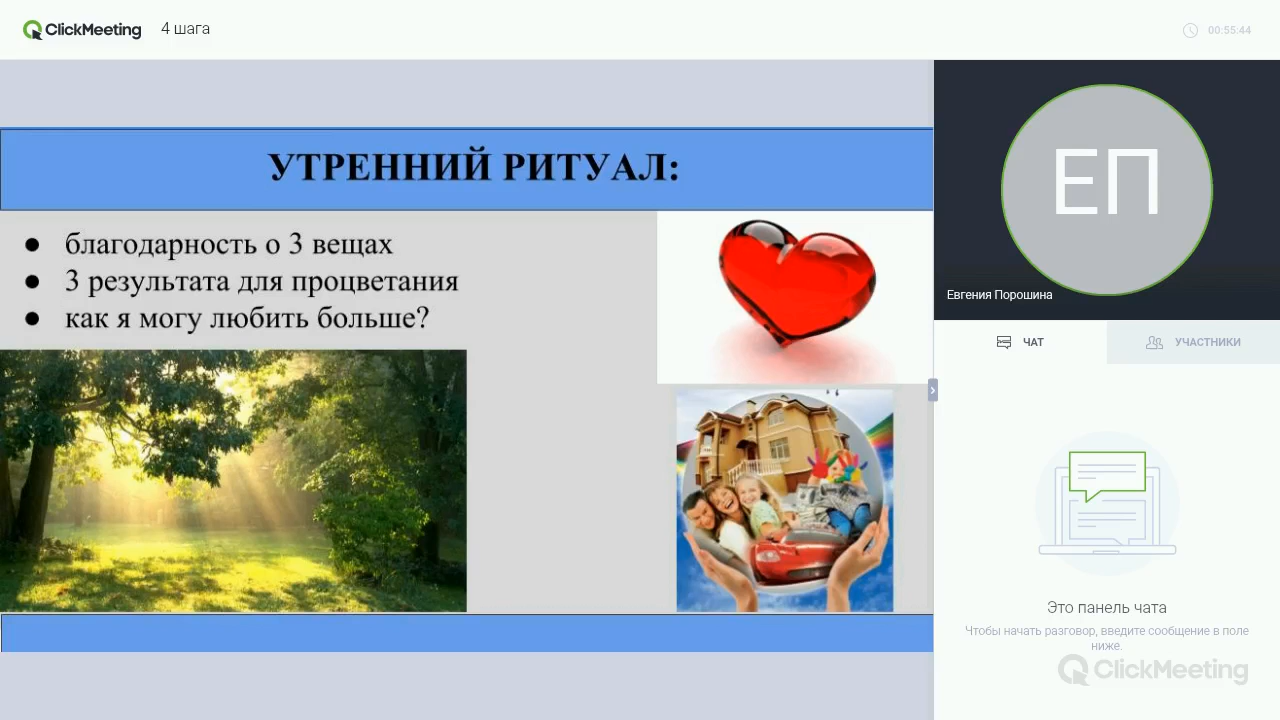 ClickMeeting
4 шага
00:55:44
УТРЕННИЙ РИТУАЛ:
● благодарность о 3 вещах
● 3 результата для процветания
● как я могу любить больше?
ЕП
Евгения Порошина
ЧАТ
УЧАСТНИКИ
Это панель чата
Чтобы начать разговор, введите сообщение в поле
ниже.
ClickMeeting